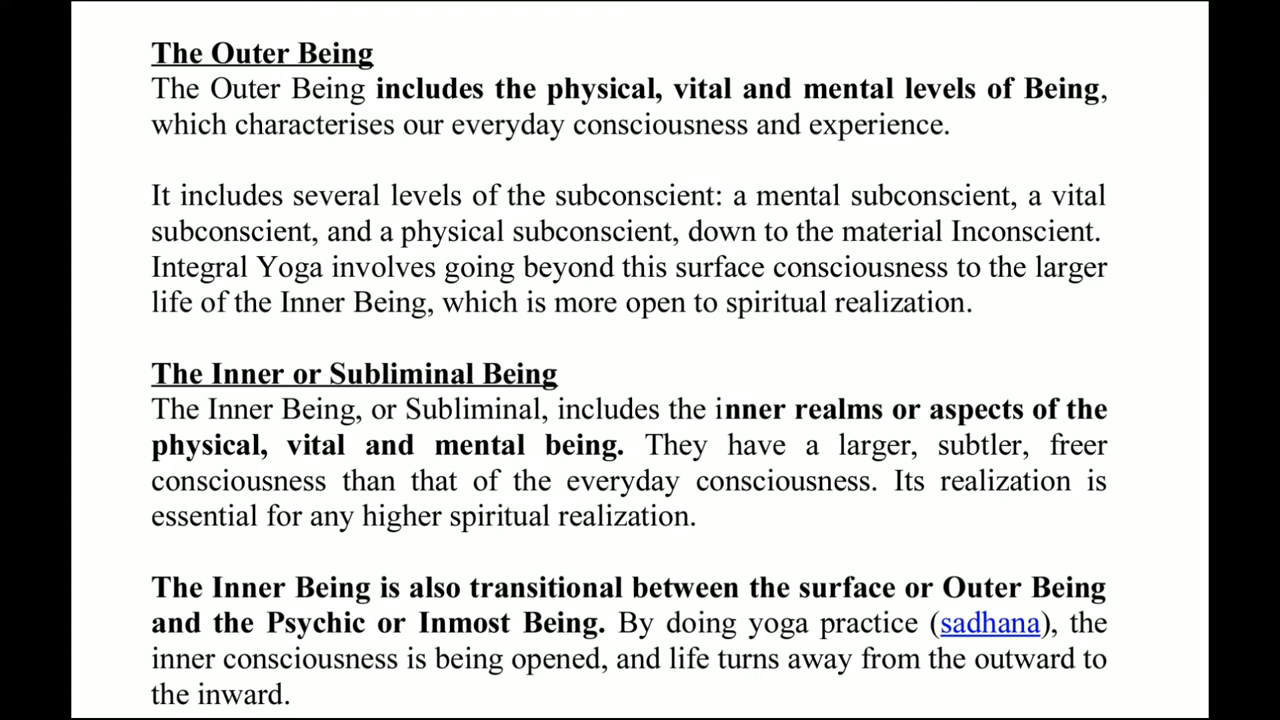 The Outer Being
The Outer Being includes the physical, vital and mental levels of Being,
which characterises our everyday consciousness and experience.
It includes several levels of the subconscient: a mental subconscient, a vital
subconscient, and a physical subconscient, down to the material Inconscient.
Integral Yoga involves going beyond this surface consciousness to the larger
life of the Inner Being, which is more open to spiritual realization.
The Inner or Subliminal Being
The Inner Being, or Subliminal, includes the inner realms or aspects of the
physical, vital and mental being. They have a larger, subtler, freer
consciousness than that of the everyday consciousness. Its realization is
essential for any higher spiritual realization.
The Inner Being is also transitional between the surface or Outer Being
and the Psychic or Inmost Being. By doing yoga practice (sadhana), the
inner consciousness is being opened, and life turns away from the outward to
the inward.